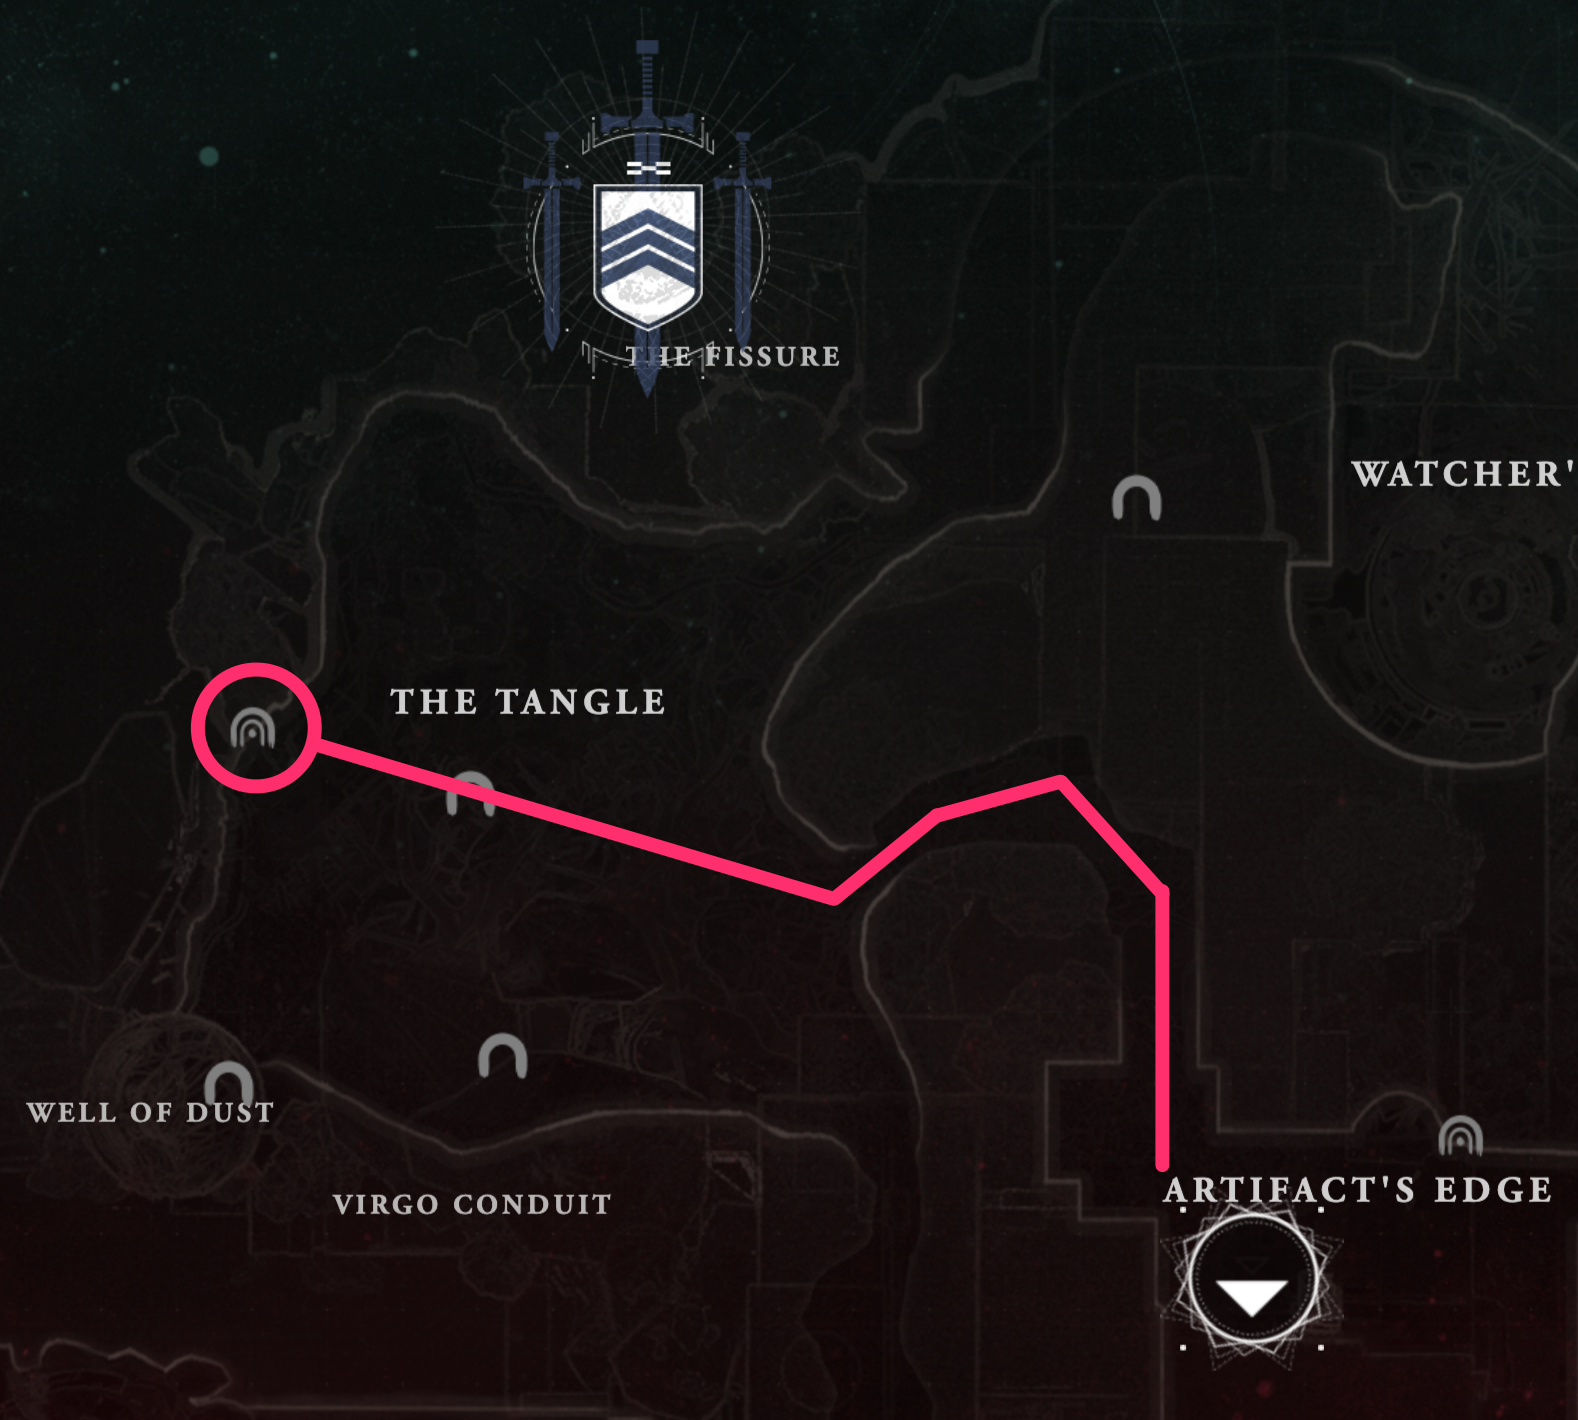 THE FISSURE
WATCHER'
THE TANGLE
WELL OF DUST
ARTIFACT'S EDGE
VIRGO CONDUIT